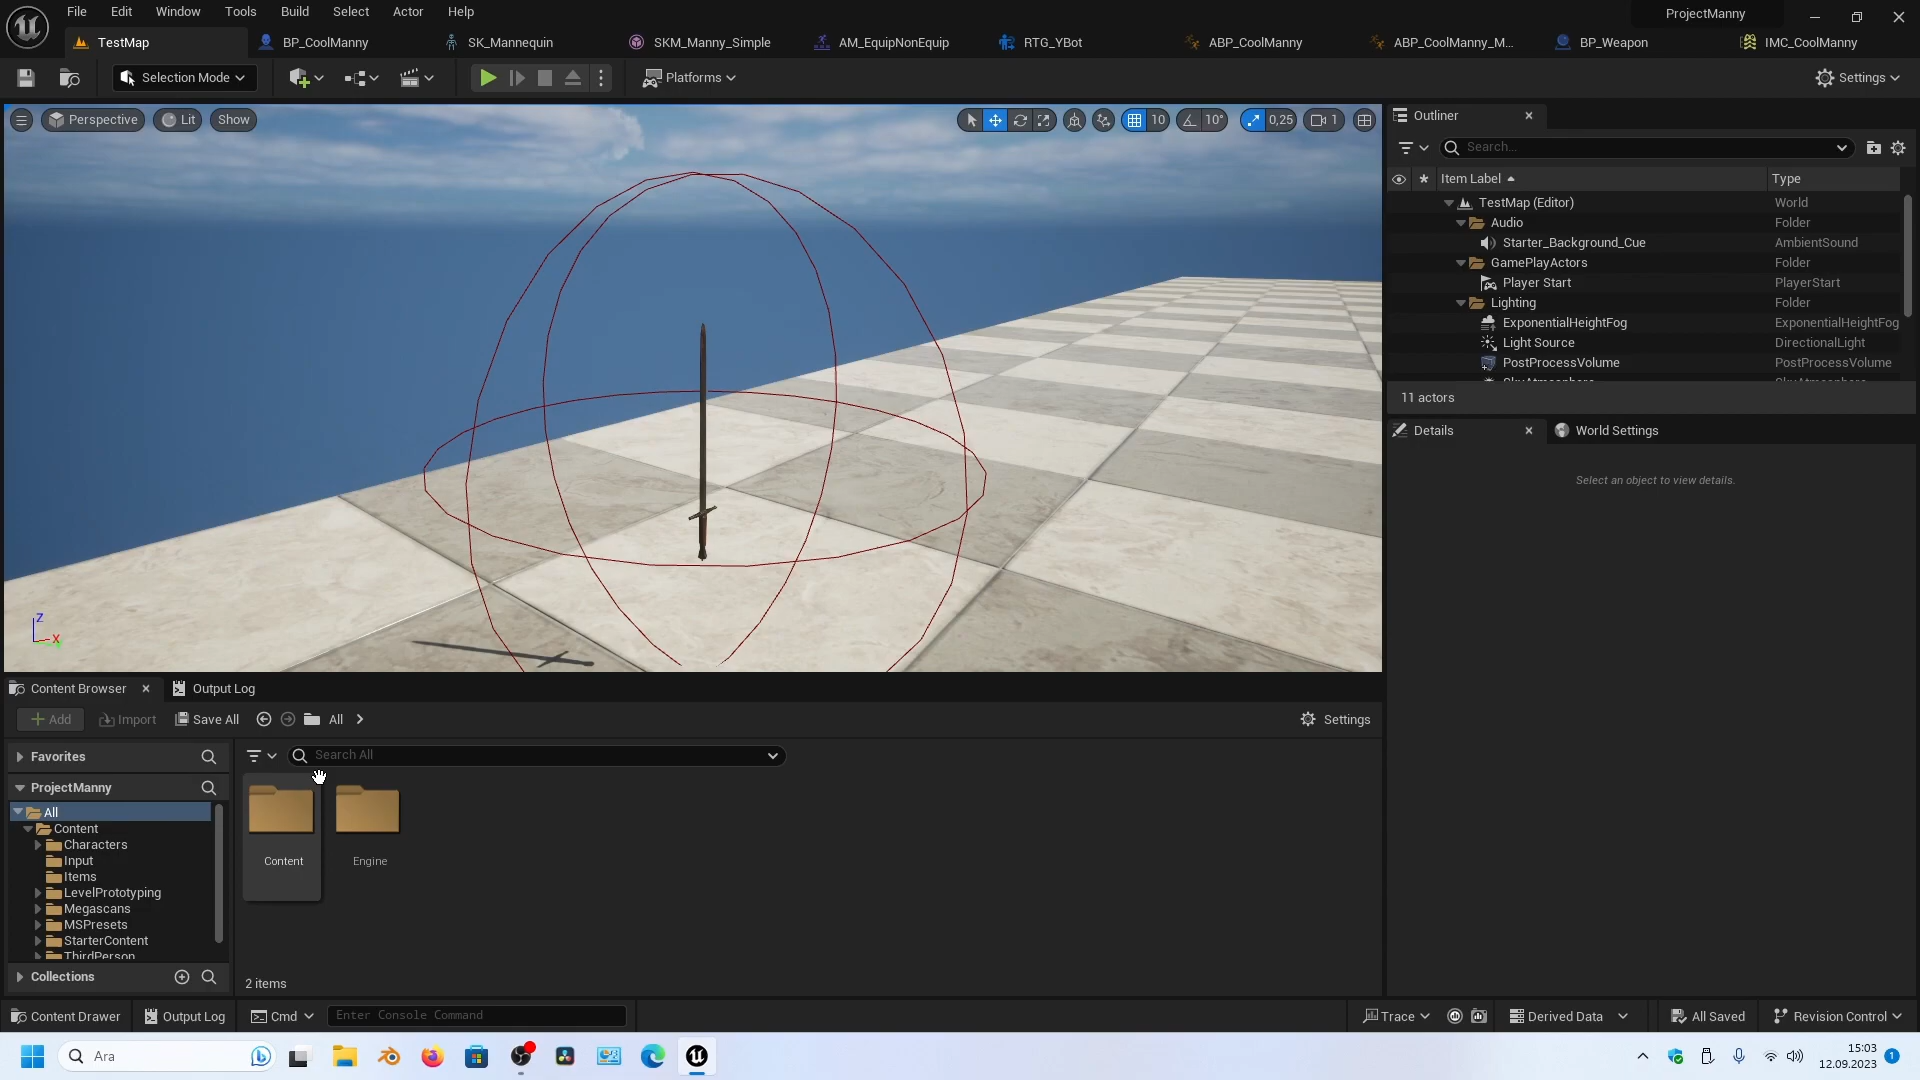 File Edit Window Tools Build Select Actor Help
ProjectManny
TestMap BP_CoolManny SK_Mannequin SKM_Manny_Simple AM_EquipNonEquip RTG_YBot ABP_CoolManny ABP_CoolManny_M... BP_Weapon IMC_CoolManny
Selection Mode Platforms Settings
Perspective Lit Show 10 10° 0,25 1
Outliner
Search...
Item Label Type
TestMap (Editor) World
Audio Folder
Starter_Background_Cue AmbientSound
GamePlayActors Folder
Player Start PlayerStart
Lighting Folder
ExponentialHeightFog ExponentialHeightFog
Light Source DirectionalLight
PostProcessVolume PostProcessVolume
SkyAtmosphere SkyAtmosphere
11 actors
Details World Settings
Select an object to view details.
Z
X
Content Browser Output Log
Add Import Save All All Settings
Favorites
Search All
ProjectManny
All
Content
Characters
Input
Items
LevelPrototyping
Megascans
MSPresets
StarterContent
ThirdPerson
Collections
Content Engine
2 items
Content Drawer Output Log Cmd Enter Console Command Trace Derived Data All Saved Revision Control
Ara
15:03
12.09.2023
1